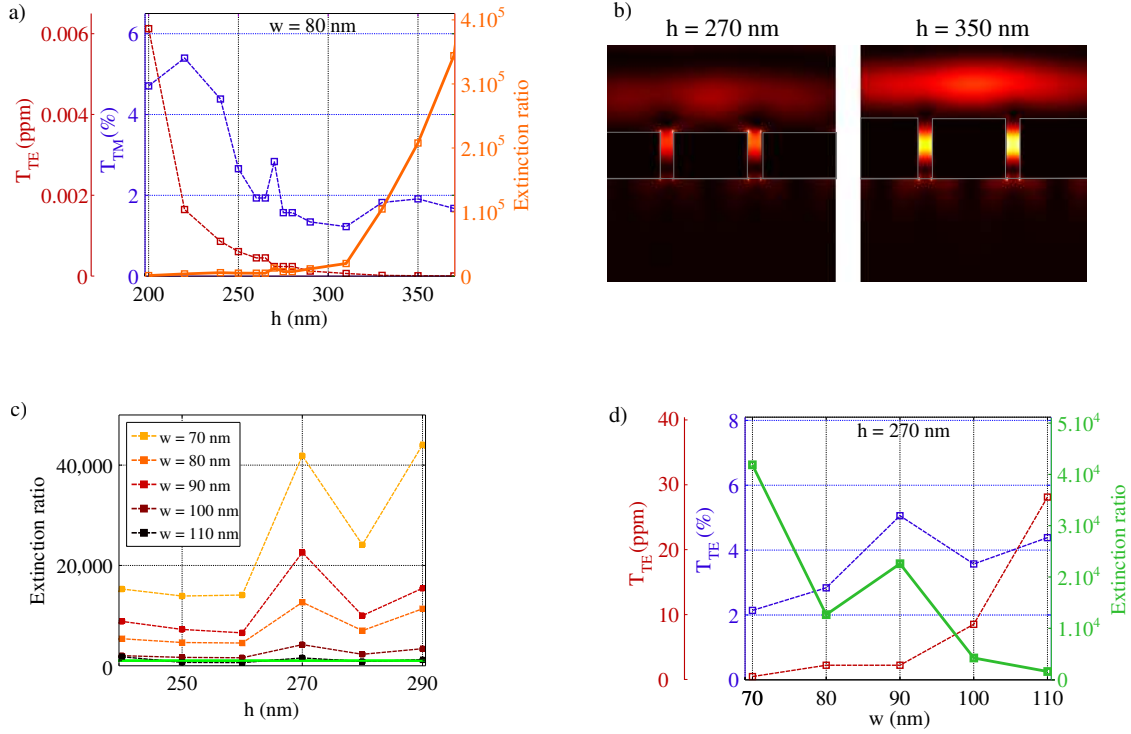 a)
w = 80 nm
T_TE (ppm)
0.006
0.004
0.002
0
T_TM (%)
6
4
2
0
Extinction ratio
4.10^5
3.10^5
2.10^5
1.10^5
0
200
250
300
350
h (nm)
b)
h = 270 nm
h = 350 nm
c)
Extinction ratio
40,000
20,000
0
w = 70 nm
w = 80 nm
w = 90 nm
w = 100 nm
w = 110 nm
250
270
290
h (nm)
d)
h = 270 nm
T_TE (ppm)
40
30
20
10
0
T_TE (%)
8
6
4
2
0
Extinction ratio
5.10^4
4.10^4
3.10^4
2.10^4
1.10^4
0
70
80
90
100
110
w (nm)